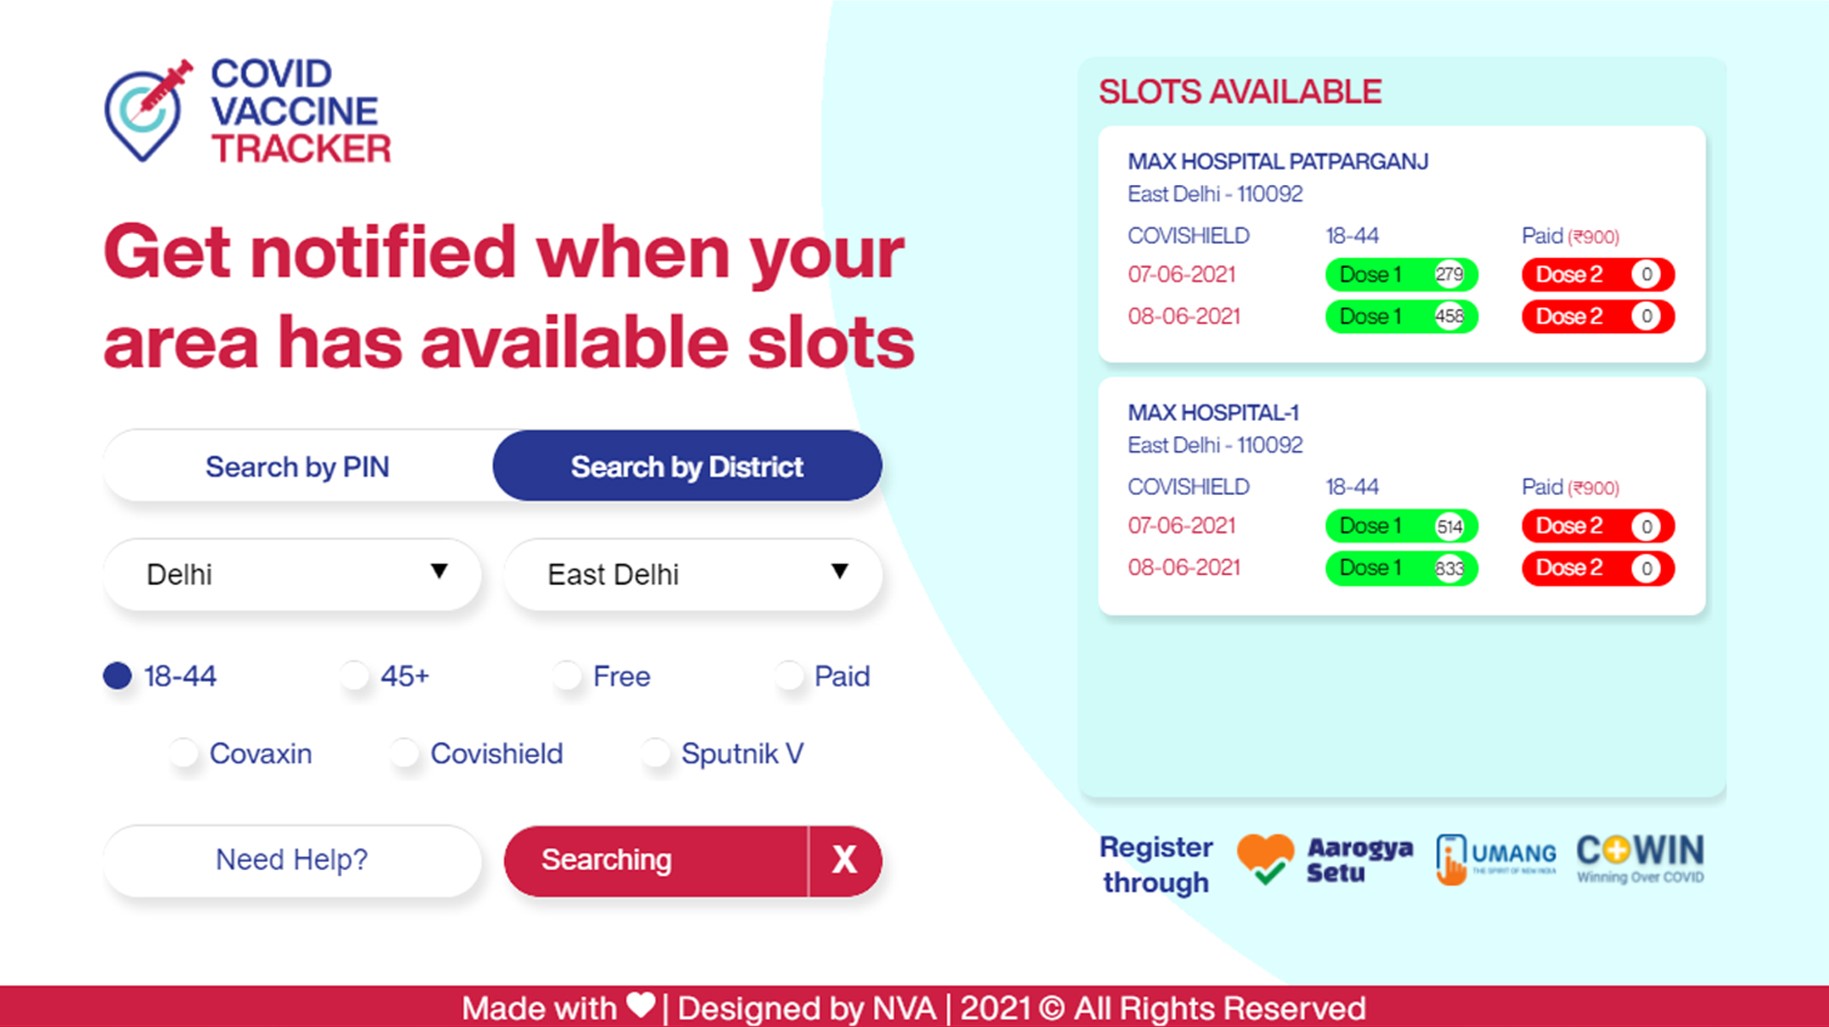 COVID
VACCINE
TRACKER
Get notified when your
area has available slots
Search by PIN Search by District
Delhi ▼ East Delhi ▼
18-44 45+ Free Paid
Covaxin Covishield Sputnik V
Need Help? Searching X
SLOTS AVAILABLE
MAX HOSPITAL PATPARGANJ
East Delhi - 110092
COVISHIELD 18-44 Paid (₹900)
07-06-2021 Dose 1 279 Dose 2 0
08-06-2021 Dose 1 458 Dose 2 0
MAX HOSPITAL-1
East Delhi - 110092
COVISHIELD 18-44 Paid (₹900)
07-06-2021 Dose 1 514 Dose 2 0
08-06-2021 Dose 1 833 Dose 2 0
Register
through
Aarogya
Setu
UMANG
THE SPIRIT OF NEW INDIA
COWIN
Winning Over COVID
Made with ♥ | Designed by NVA | 2021 © All Rights Reserved